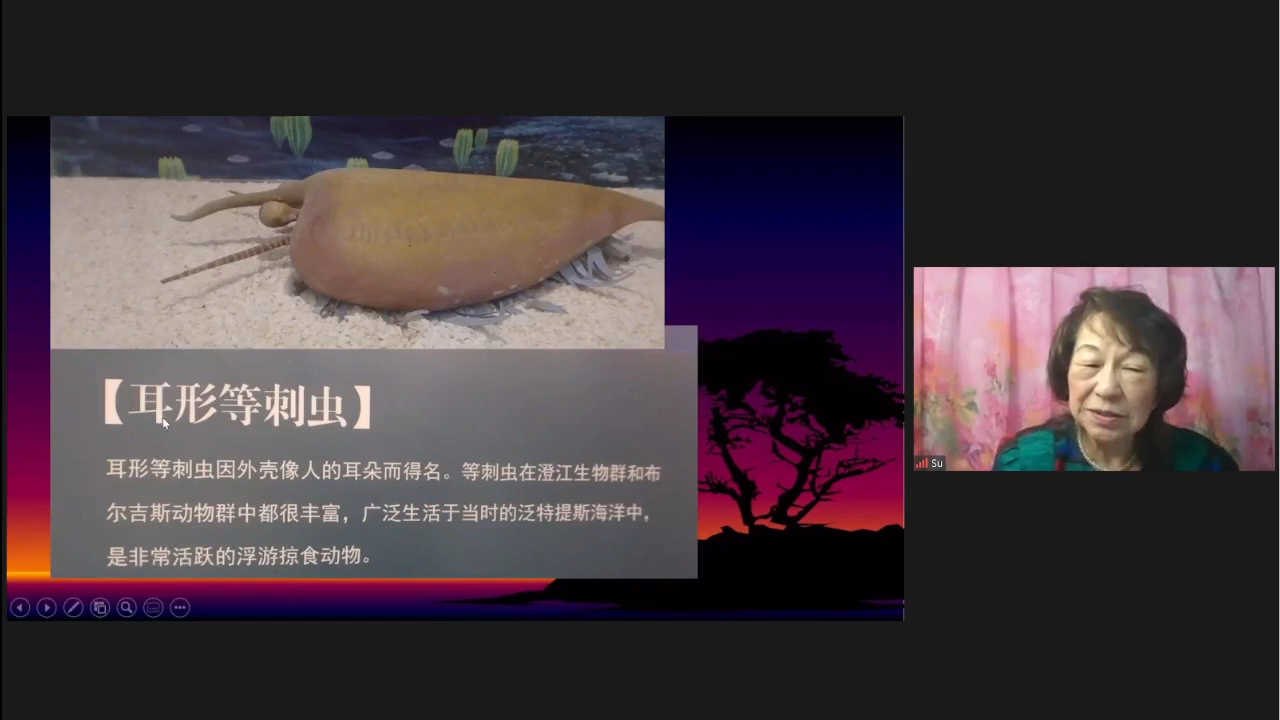 【耳形等刺虫】
耳形等刺虫因外壳像人的耳朵而得名。等刺虫在澄江生物群和布
尔吉斯动物群中都很丰富，广泛生活于当时的泛特提斯海洋中，
是非常活跃的浮游掠食动物。
Su